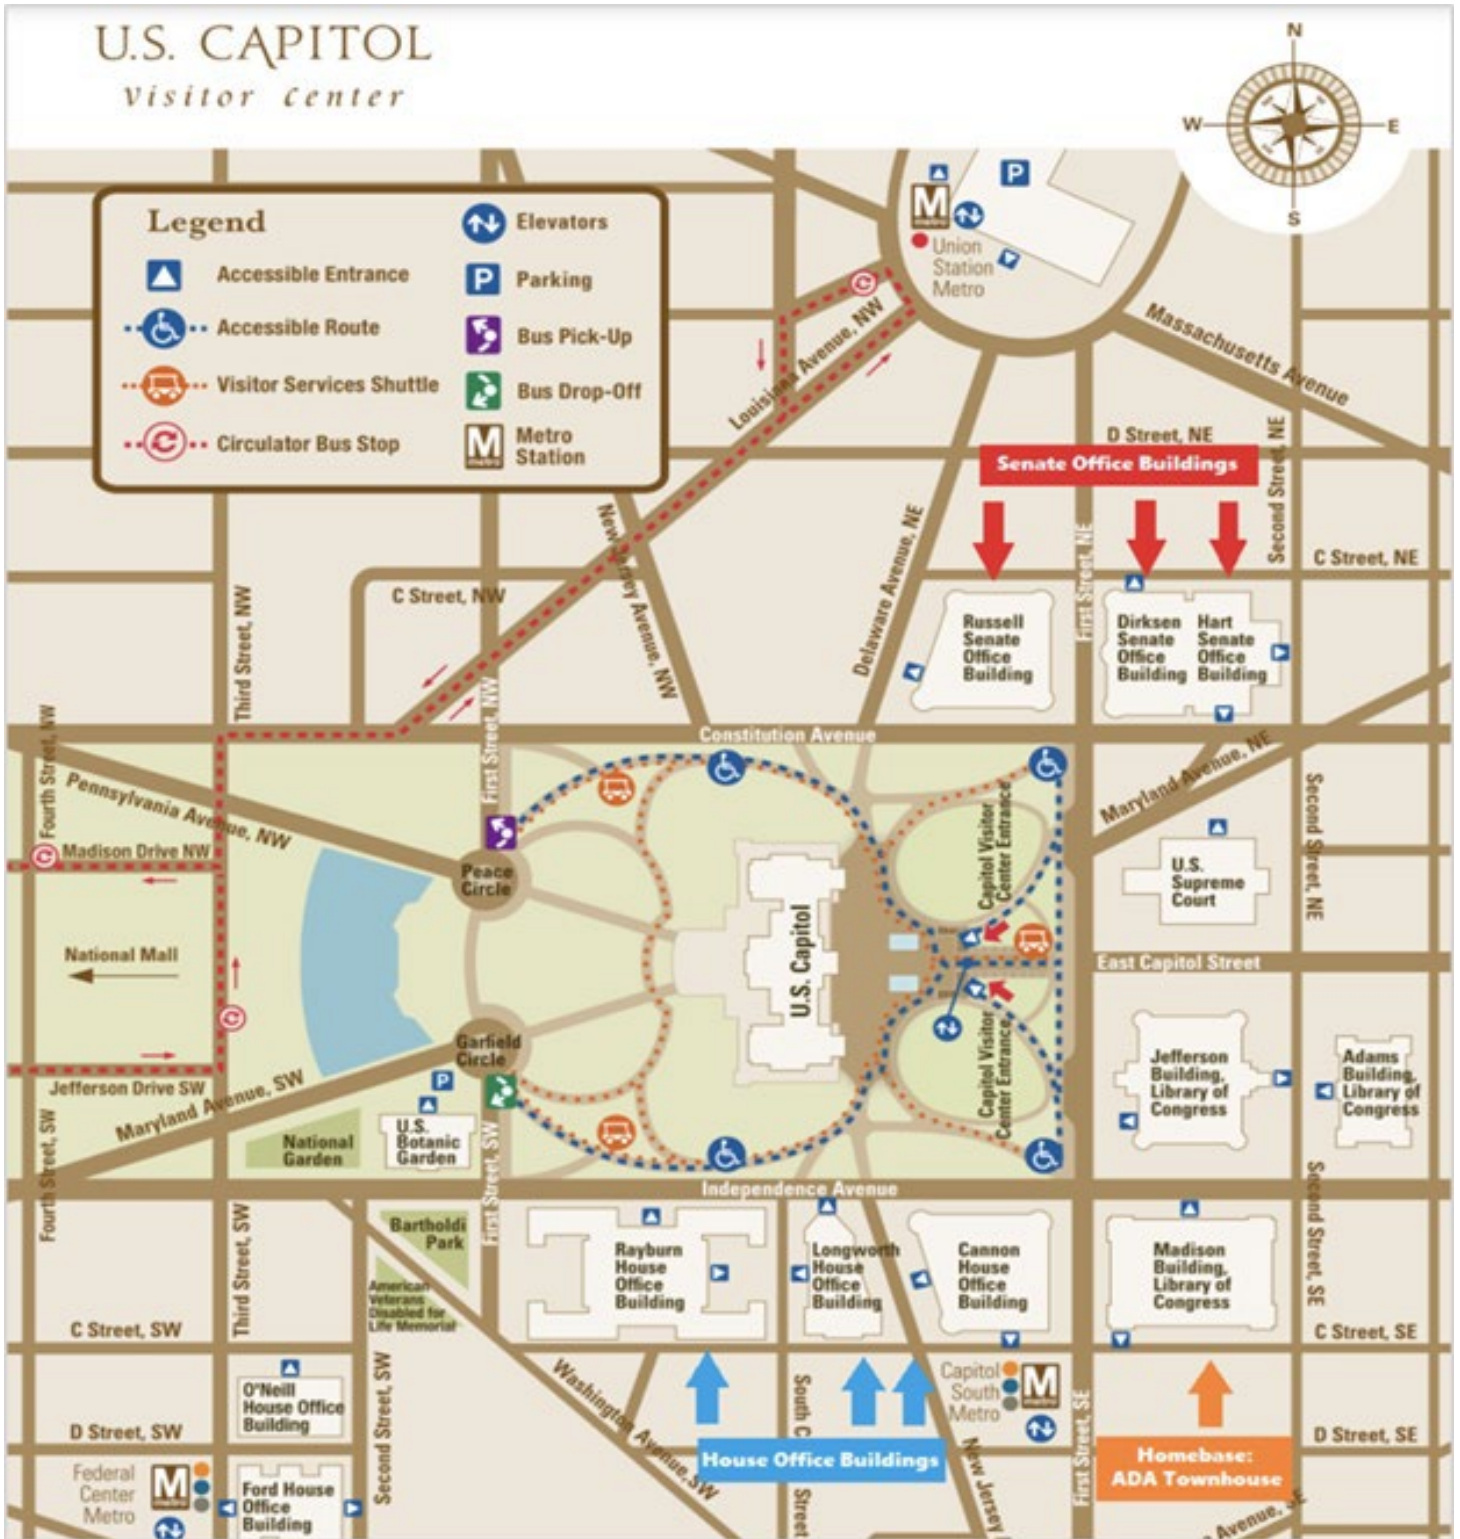 U.S. CAPITOL
Visitor Center
N
W
E
S
Legend
Accessible Entrance
Accessible Route
Visitor Services Shuttle
Circulator Bus Stop
Elevators
P
Parking
Bus Pick-Up
Bus Drop-Off
M
metro
Metro
Station
P
M
metro
Union
Station
Metro
Louisiana Avenue, NW
Massachusetts Avenue
D Street, NE
Senate Office Buildings
Second Street, NE
C Street, NE
First Street, NE
Delaware Avenue, NE
New Jersey Avenue, NW
C Street, NW
Third Street, NW
First Street, NW
Russell
Senate
Office
Building
Dirksen
Senate
Office
Building
Hart
Senate
Office
Building
Constitution Avenue
Fourth Street, NW
Pennsylvania Avenue, NW
Madison Drive NW
Maryland Avenue, NE
Second Street, NE
U.S.
Supreme
Court
Peace
Circle
U.S. Capitol
Capitol Visitor
Center Entrance
National Mall
East Capitol Street
Capitol Visitor
Center Entrance
Garfield
Circle
Jefferson Drive SW
Maryland Avenue, SW
P
U.S.
Botanic
Garden
National
Garden
Jefferson
Building,
Library of
Congress
Adams
Building,
Library of
Congress
Fourth Street, SW
First Street, SW
Independence Avenue
Bartholdi
Park
American
Veterans
Disabled for
Life Memorial
Third Street, SW
Rayburn
House
Office
Building
Longworth
House
Office
Building
Cannon
House
Office
Building
Madison
Building,
Library of
Congress
Second Street, SE
C Street, SW
C Street, SE
O'Neill
House Office
Building
Second Street, SW
Washington Avenue, SW
South C
Street
Capitol
South
Metro
M
metro
First Street, SE
D Street, SW
D Street, SE
House Office Buildings
New Jersey
Homebase:
ADA Townhouse
Federal
Center
Metro
M
metro
Ford House
Office
Building
Avenue, SE